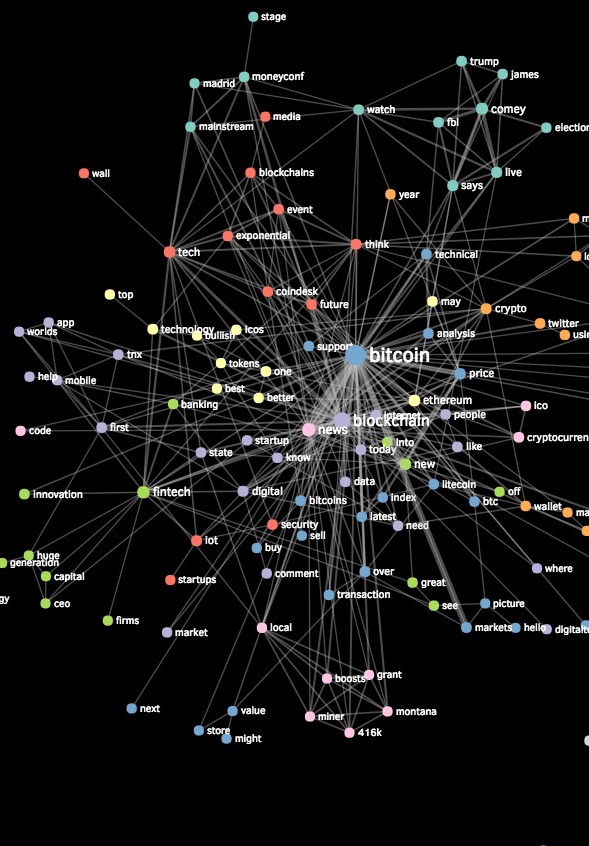 stage
trump
james
moneyconf
madrid
watch
comey
media
fbi
election
mainstream
wall
blockchains
live
says
year
event
exponential
think
tech
technical
coindesk
top
future
may
crypto
app
worlds
technology
bullish
icos
twitter
analysis
support
tnx
bitcoin
tokens
one
price
help
mobile
best
better
banking
ethereum
ico
internet
people
blockchain
first
code
news
cryptocurren
startup
into
today
like
state
know
new
data
innovation
fintech
digital
litecoin
off
bitcoins
index
btc
wallet
ma
latest
need
security
sell
iot
buy
huge
generation
where
capital
startups
comment
over
great
gy
ceo
transaction
see
picture
firms
market
local
markets
hello
digitalc
boosts
grant
next
value
miner
montana
store
might
416k